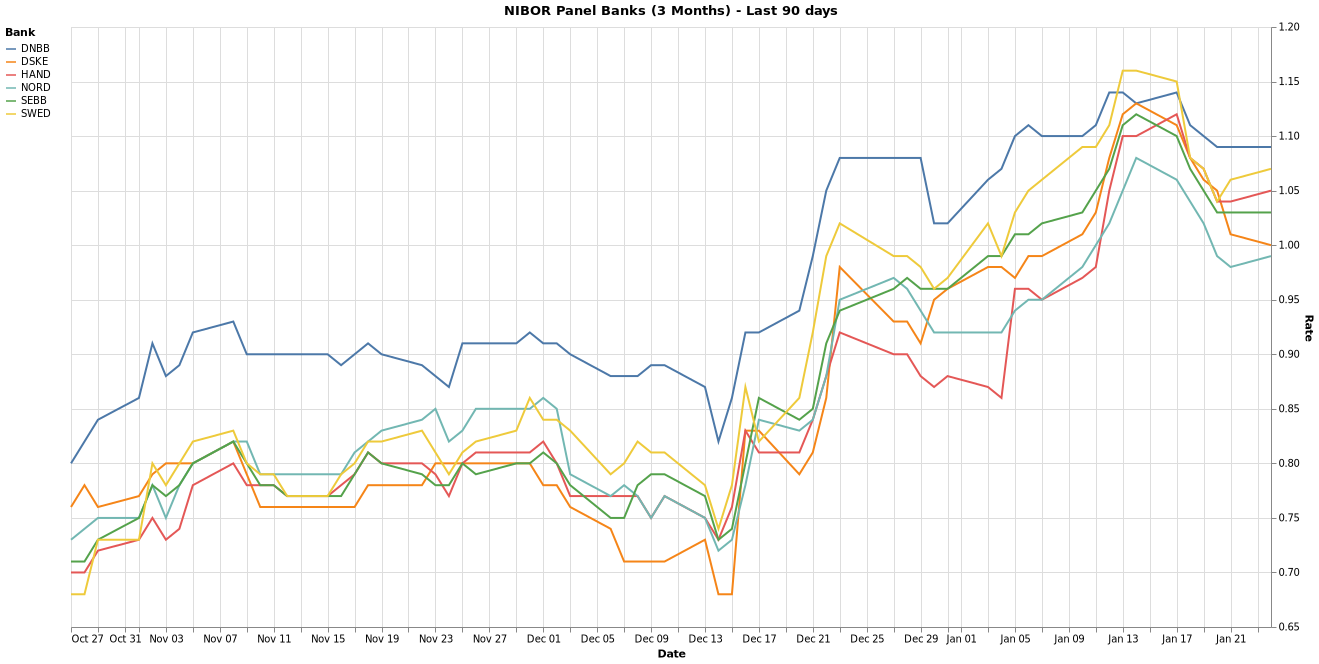 NIBOR Panel Banks (3 Months) - Last 90 days
Bank
DNBB
DSKE
HAND
NORD
SEBB
SWED
1.20
1.15
1.10
1.05
1.00
0.95
0.90
0.85
0.80
0.75
0.70
0.65
Rate
Oct 27 Oct 31 Nov 03 Nov 07 Nov 11 Nov 15 Nov 19 Nov 23 Nov 27 Dec 01 Dec 05 Dec 09 Dec 13 Dec 17 Dec 21 Dec 25 Dec 29 Jan 01 Jan 05 Jan 09 Jan 13 Jan 17 Jan 21
Date